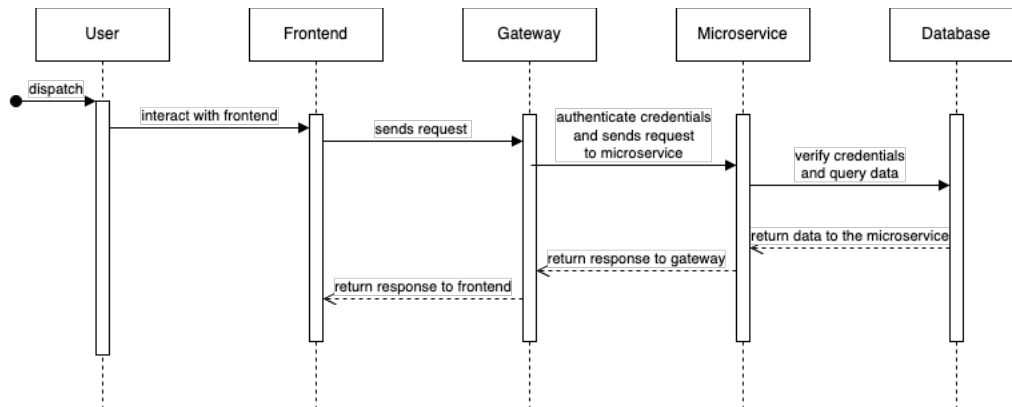 User
Frontend
Gateway
Microservice
Database
dispatch
interact with frontend
sends request
authenticate credentials
and sends request
to microservice
verify credentials
and query data
return data to the microservice
return response to gateway
return response to frontend